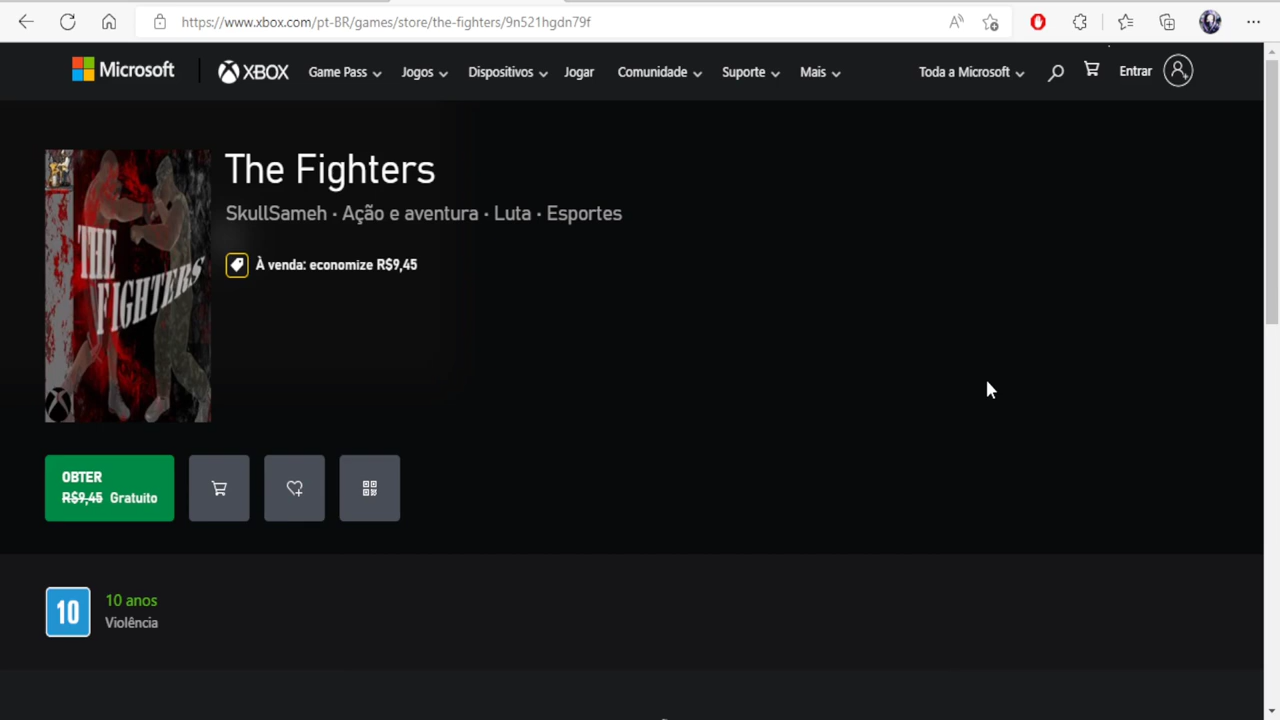 https://www.xbox.com/pt-BR/games/store/the-fighters/9n521hgdn79f
Microsoft XBOX Game Pass Jogos Dispositivos Jogar Comunidade Suporte Mais Toda a Microsoft Entrar
THE
FIGHTERS
The Fighters
SkullSameh · Ação e aventura · Luta · Esportes
À venda: economize R$9,45
OBTER
R$9,45 Gratuito
10
10 anos
Violência